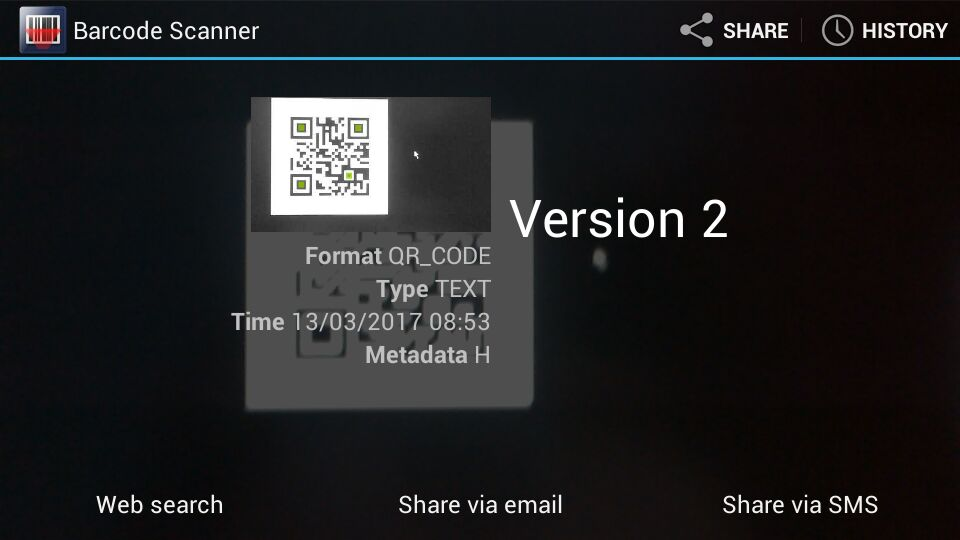 Barcode Scanner
SHARE
HISTORY
Version 2
Format QR_CODE
Type TEXT
Time 13/03/2017 08:53
Metadata H
Web search
Share via email
Share via SMS